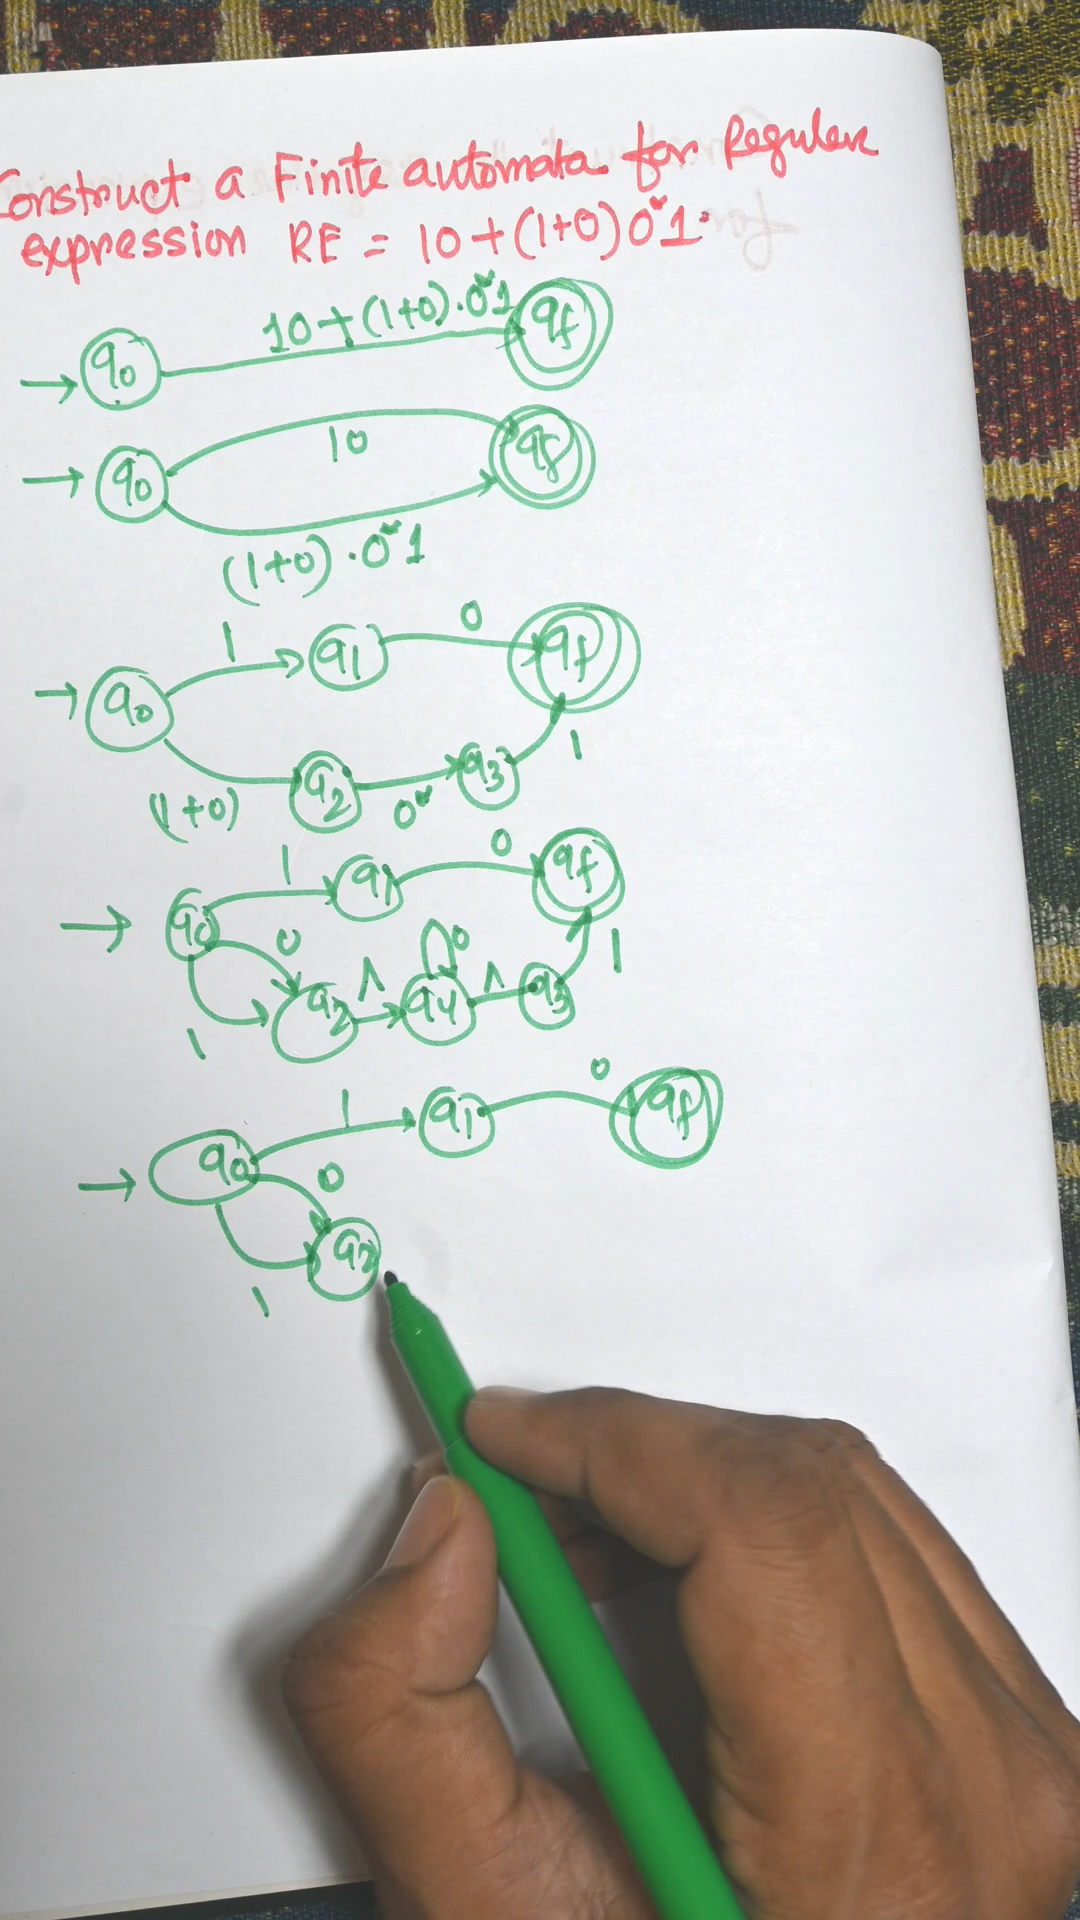 Construct a Finite automata for Regular
expression RE = 10+(1+0)0*1.
10+(1+0).0*1
q0 qf
10
q0 qf
(1+0).0*1
1 q1 0 qf
q0
(1+0) q2 0* q3 1
1 q1 0 qf
q0 0
1 q2 ^ q4 0 ^ q3 1
1 q1 0 qf
q0 0
1 q2